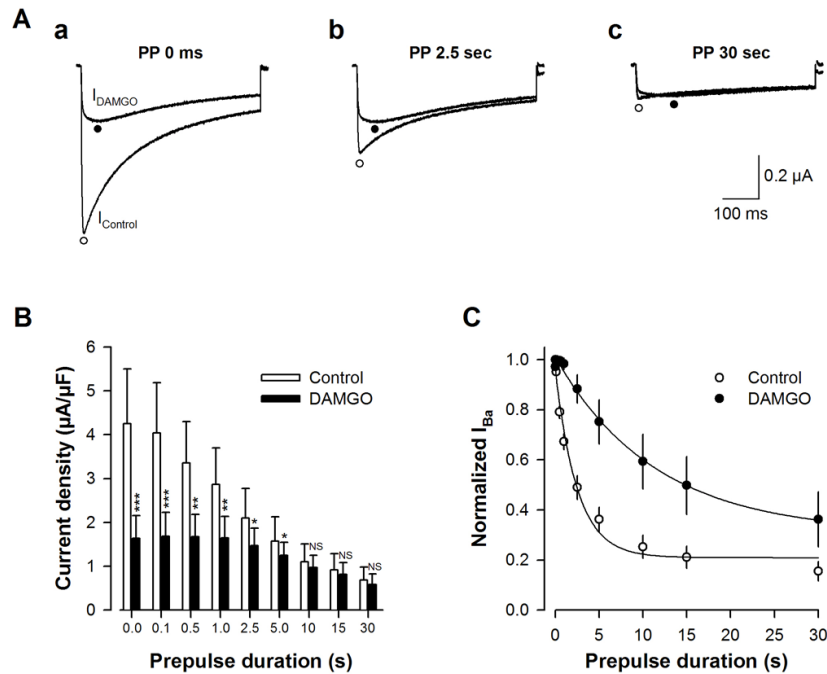 A
a
b
c
PP 0 ms
PP 2.5 sec
PP 30 sec
I_DAMGO
I_Control
0.2 µA
100 ms
B
6
5
4
3
2
1
0
Current density (µA/µF)
Control
DAMGO
***
***
**
**
*
*
NS
NS
NS
0.0 0.1 0.5 1.0 2.5 5.0 10 15 30
Prepulse duration (s)
C
1.0
0.8
0.6
0.4
0.2
0.0
Normalized I_Ba
Control
DAMGO
0 5 10 15 20 25 30
Prepulse duration (s)